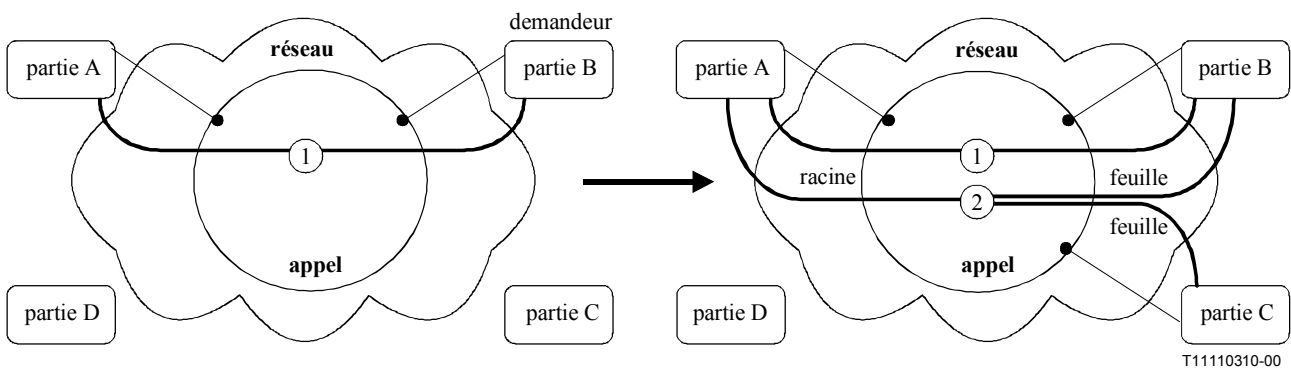 demandeur
partie A
réseau
partie B
1
appel
partie D
partie C
partie A
réseau
partie B
1
racine
feuille
2
feuille
appel
partie D
partie C
T11110310-00